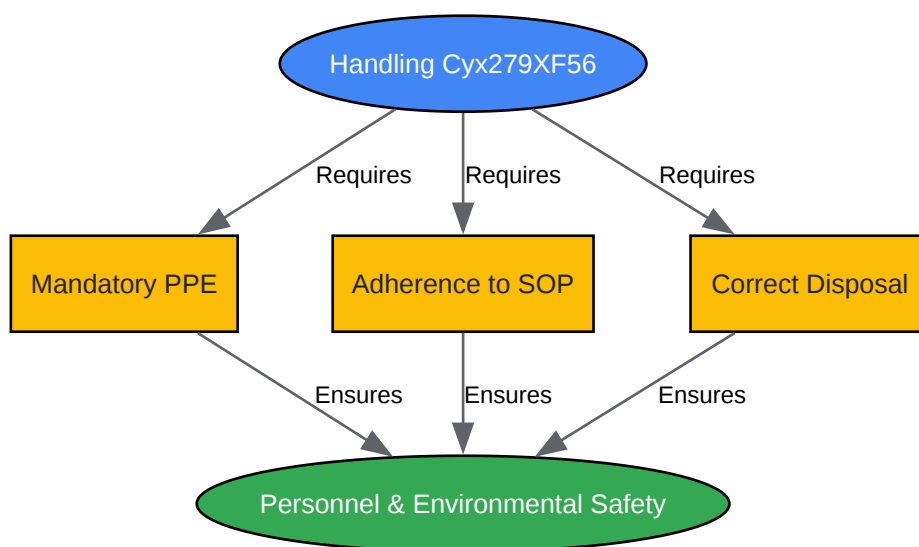 Handling Cyx279XF56
Requires
Requires
Requires
Mandatory PPE
Adherence to SOP
Correct Disposal
Ensures
Ensures
Ensures
Personnel & Environmental Safety